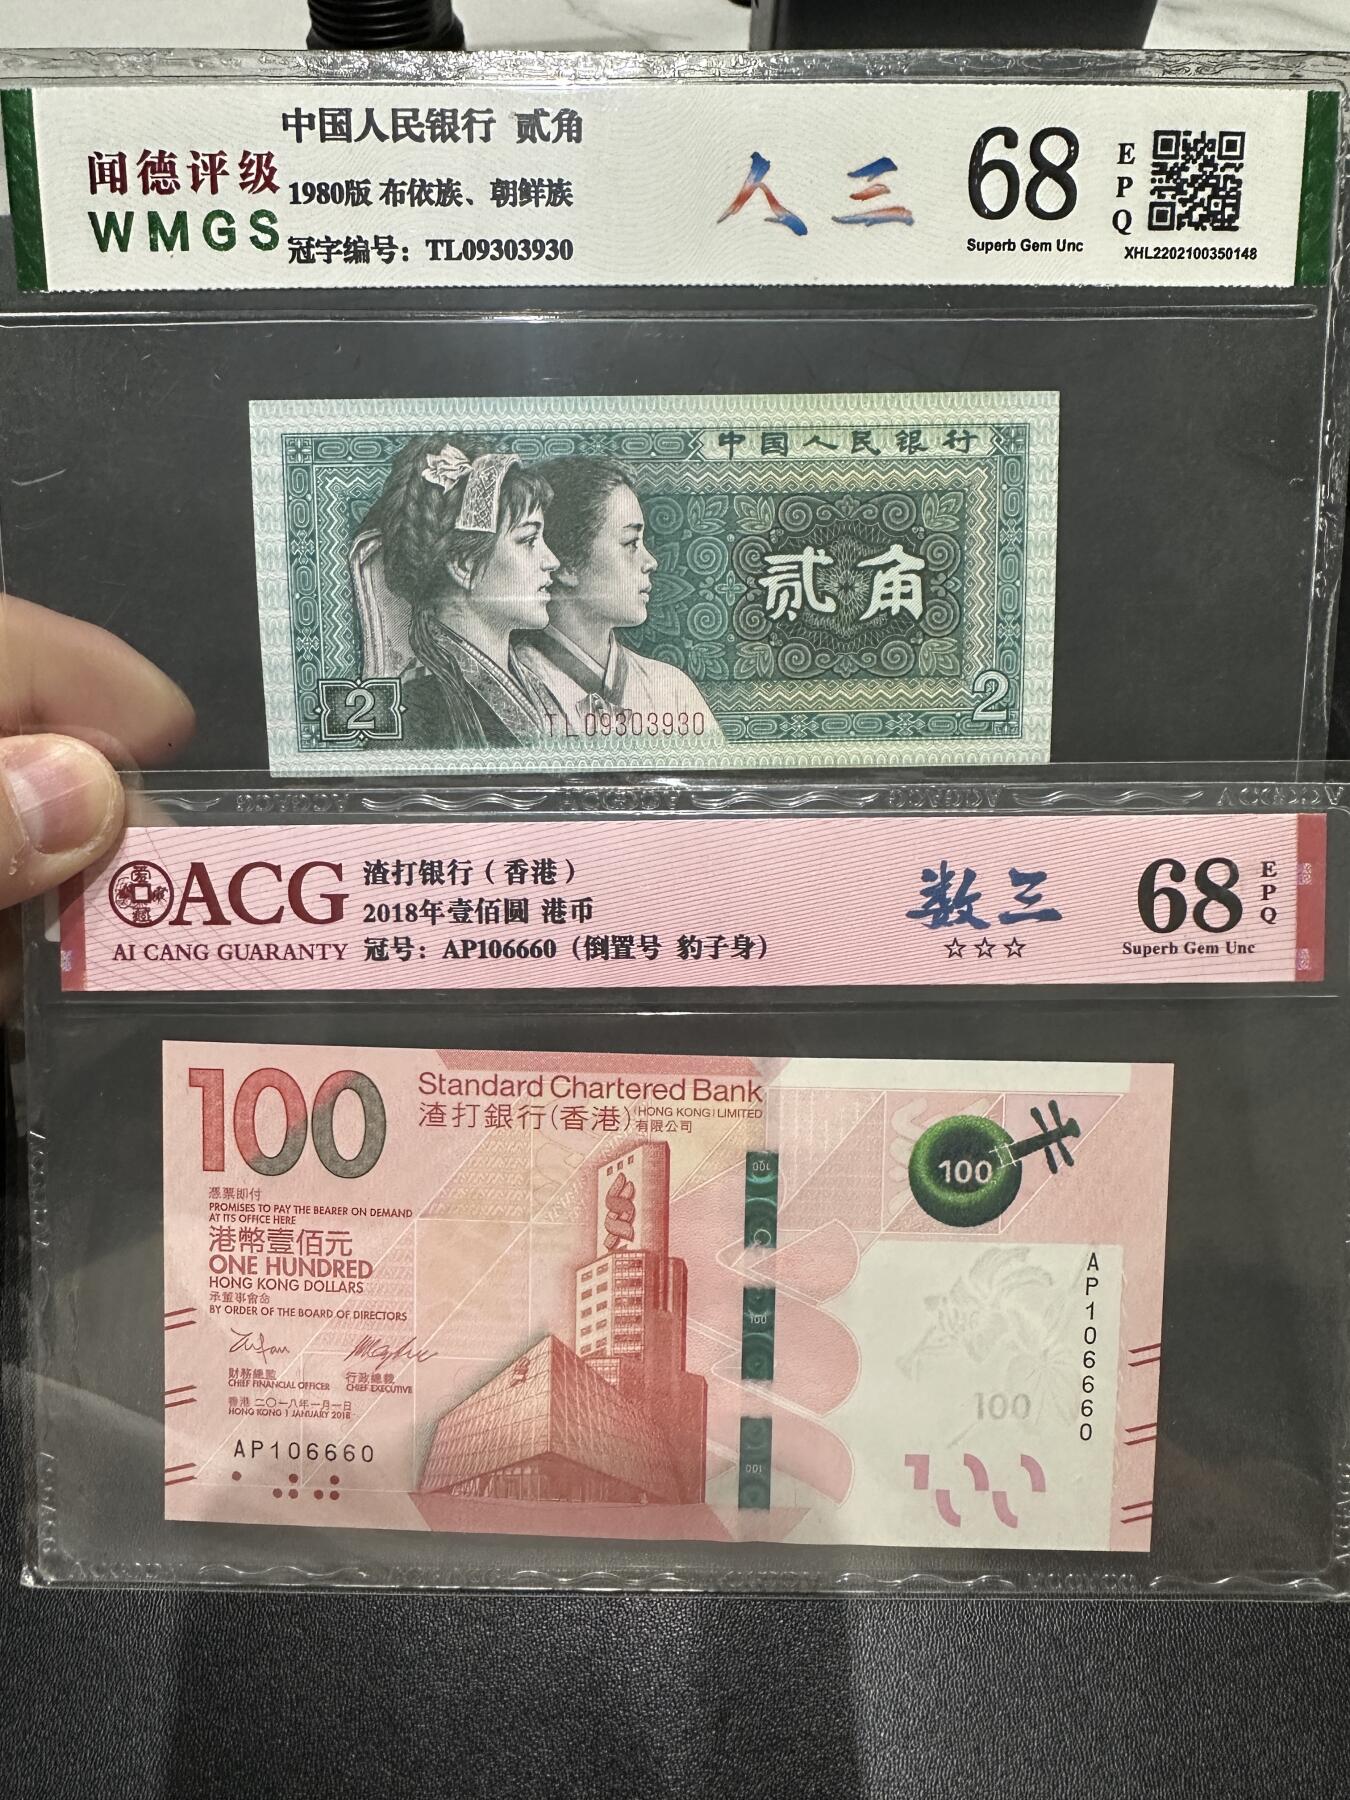 中国人民银行 贰角
闻德评级
WMGS
1980版 布依族、朝鲜族
冠字编号：TL09303930
人三
68
Superb Gem Unc
EPQ
XHL2202100350148
中国人民银行
贰角
2
2
TL09303930
ACG
AI CANG GUARANTY
渣打银行（香港）
2018年壹佰圆 港币
冠号：AP106660（倒置号 豹子身）
数三
☆☆☆
68
Superb Gem Unc
EPQ
100
Standard Chartered Bank
(HONG KONG) LIMITED
渣打銀行(香港)有限公司
憑票即付
PROMISES TO PAY THE BEARER ON DEMAND
AT ITS OFFICE HERE
港幣壹佰元
ONE HUNDRED
HONG KONG DOLLARS
承董事會命
BY ORDER OF THE BOARD OF DIRECTORS
財務總監
CHIEF FINANCIAL OFFICER
行政總裁
CHIEF EXECUTIVE
香港 二〇一八年一月一日
HONG KONG 1 JANUARY 2018
AP106660
100
100
100
100
AP106660
100